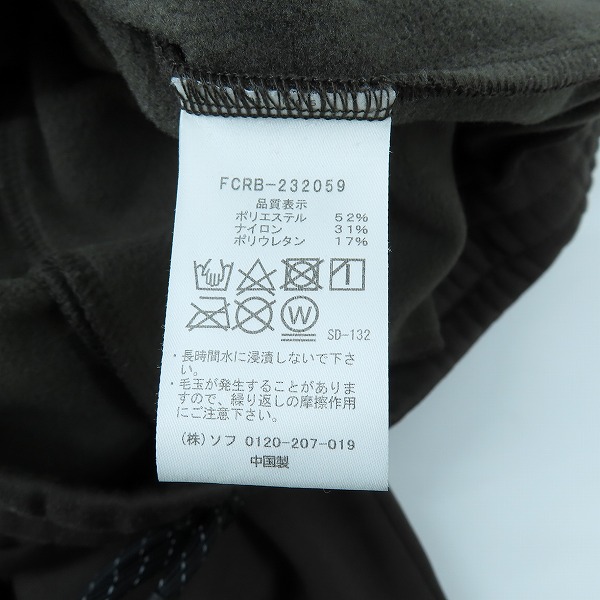 FCRB-232059
品質表示
ポリエステル 52%
ナイロン 31%
ポリウレタン 17%
W
SD-132
・長時間水に浸漬しないで下さ
い。
・毛玉が発生することがありま
すので、繰り返しの摩擦作用
にご注意下さい。
(株)ソフ 0120-207-019
中国製